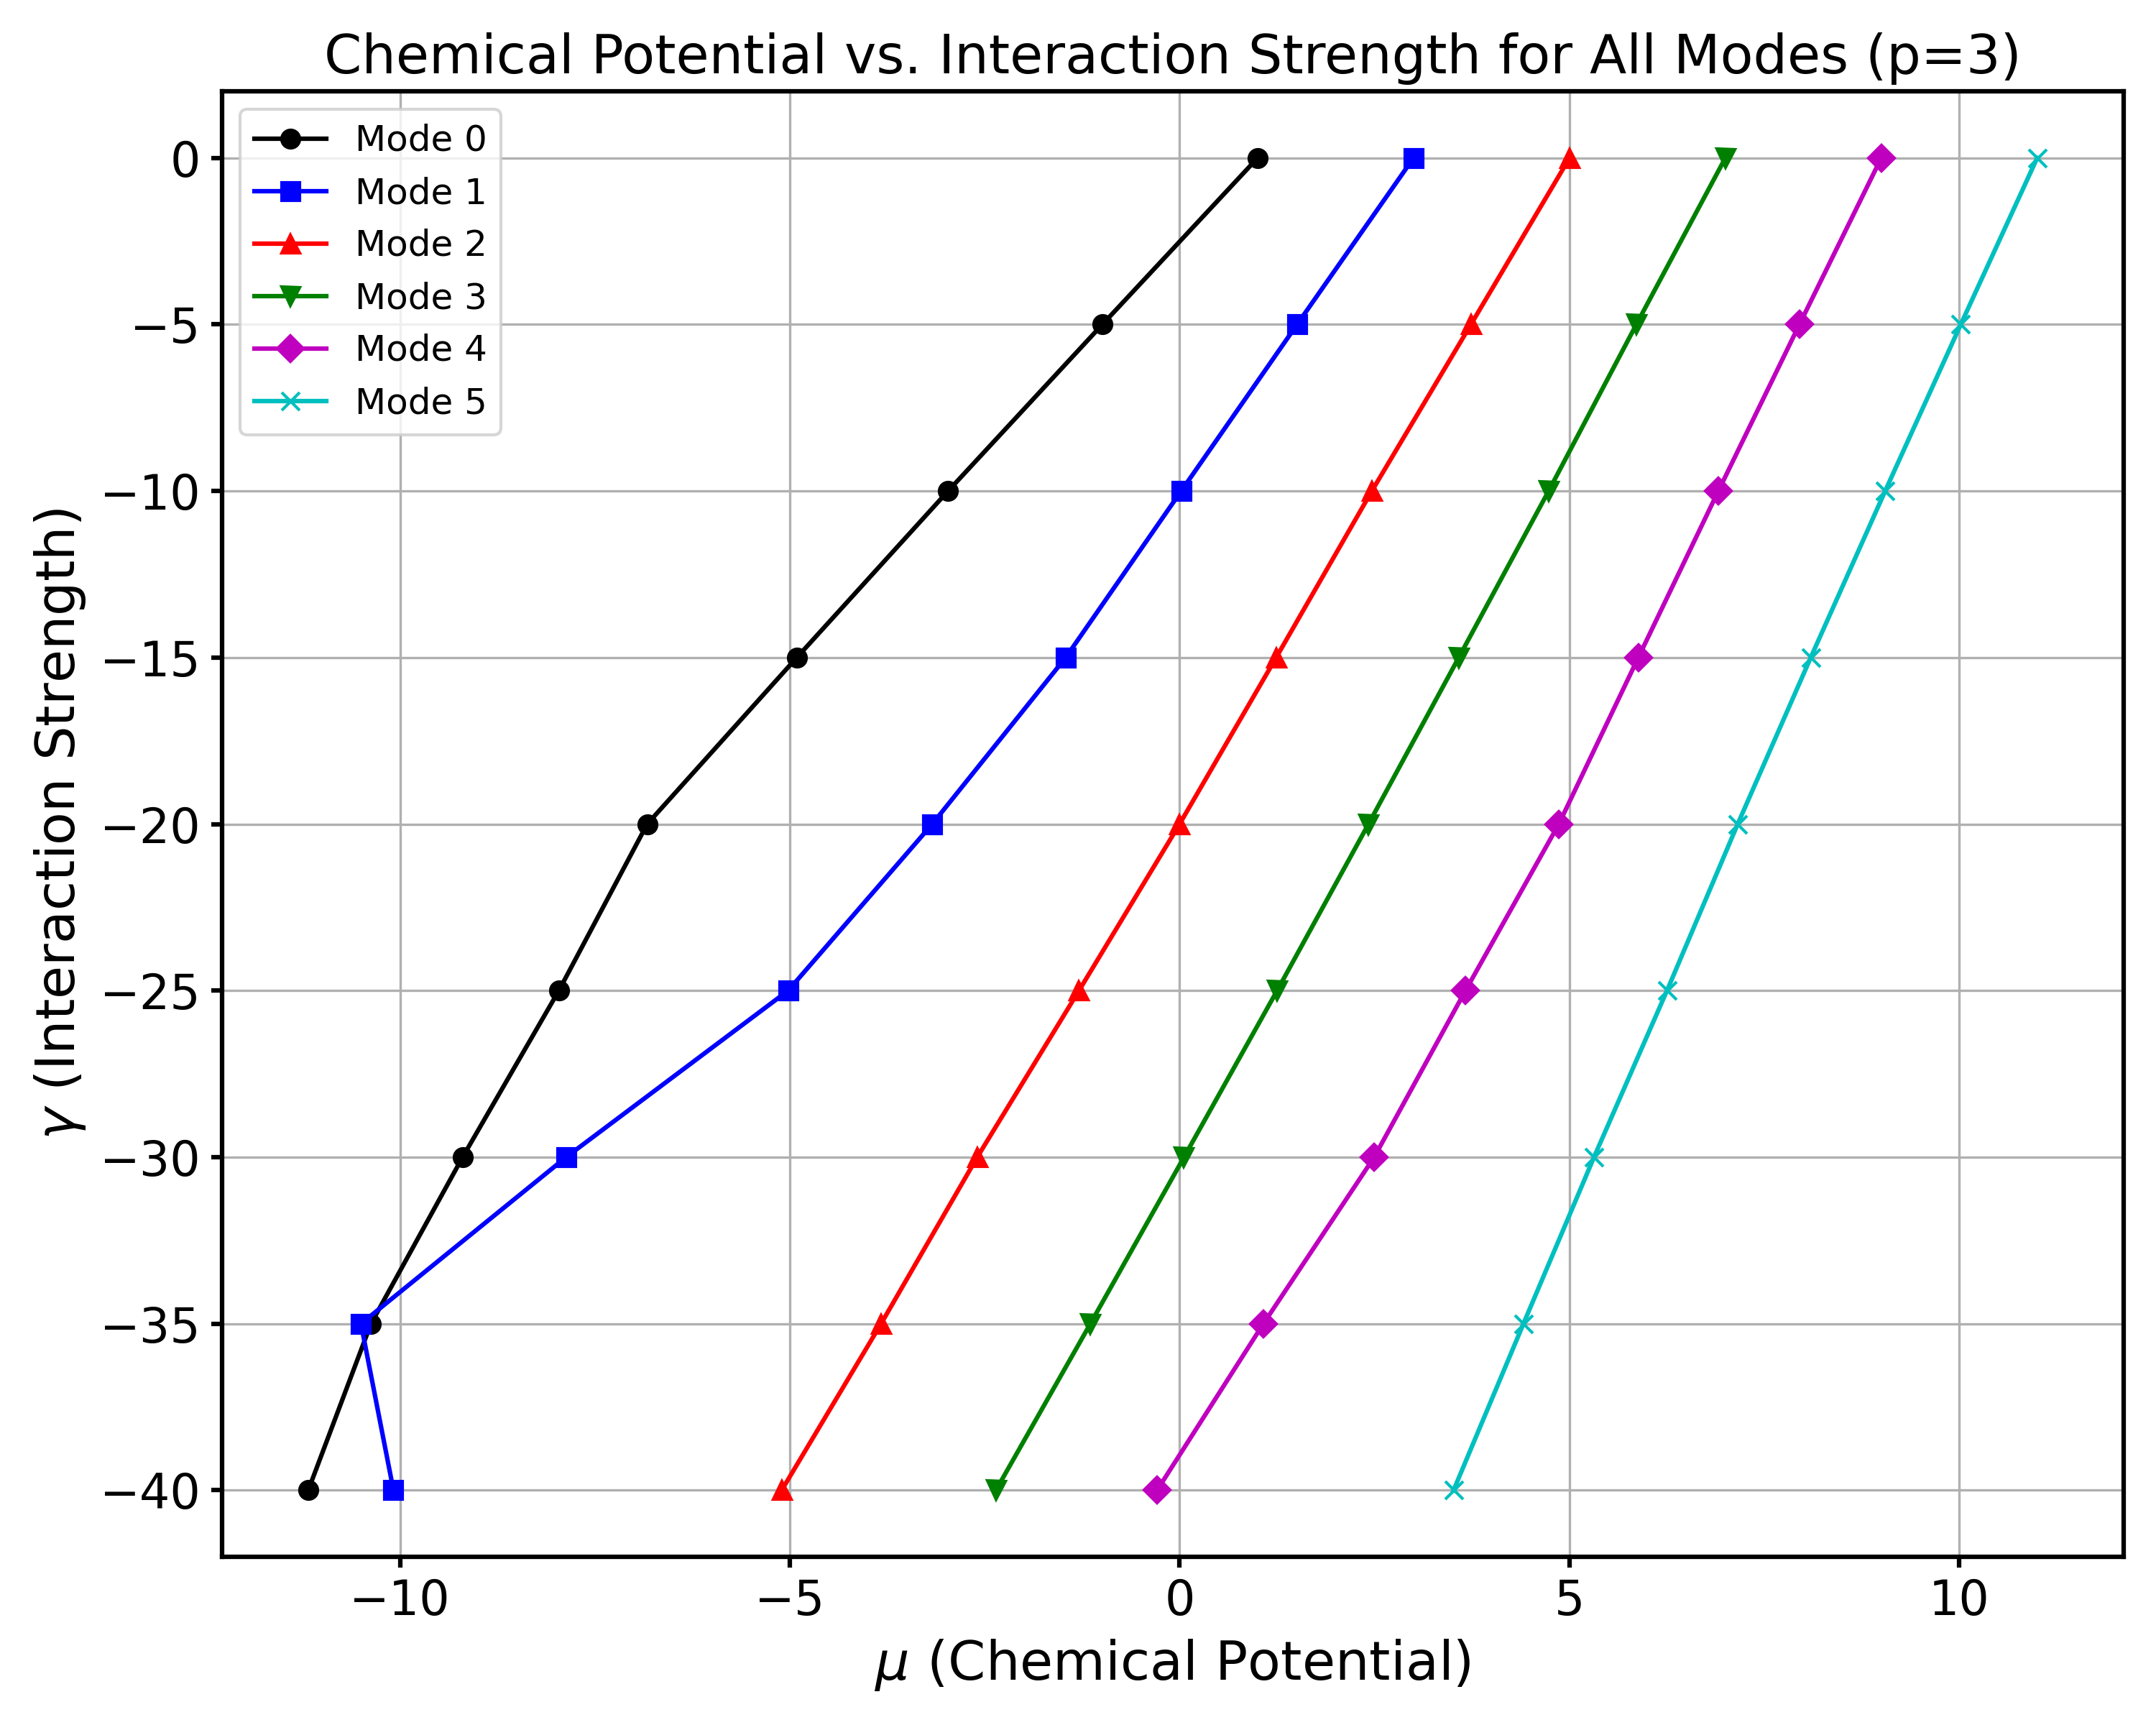 Chemical Potential vs. Interaction Strength for All Modes (p=3)
Mode 0
Mode 1
Mode 2
Mode 3
Mode 4
Mode 5
γ (Interaction Strength)
0
−5
−10
−15
−20
−25
−30
−35
−40
−10
−5
0
5
10
μ (Chemical Potential)